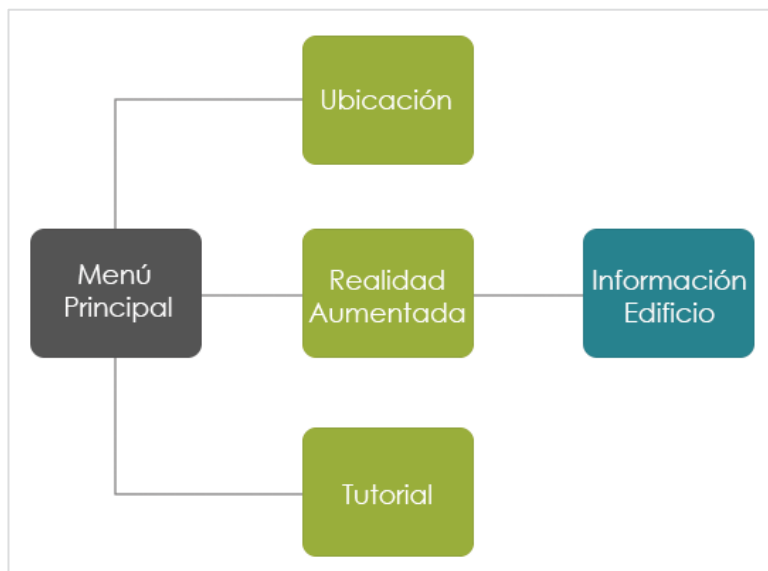 Ubicación
Menú
Principal
Realidad
Aumentada
Información
Edificio
Tutorial